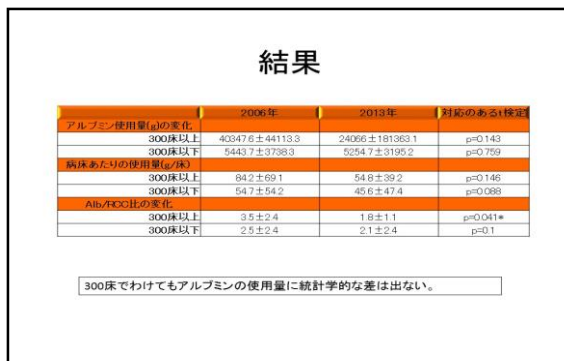 結果
2006年 2013年 対応のあるt検定
アルブミン使用量(g)の変化
300床以上 40347.6±44113.3 24066±181363.1 p=0.143
300床以下 5443.7±3738.3 5254.7±3195.2 p=0.759
病床あたりの使用量(g/床)
300床以上 84.2±69.1 54.8±39.2 p=0.146
300床以下 54.7±54.2 45.6±47.4 p=0.088
Alb/RCC比の変化
300床以上 3.5±2.4 1.8±1.1 p=0.041*
300床以下 2.5±2.4 2.1±2.4 p=0.1
300床でわけてもアルブミンの使用量に統計学的な差は出ない。